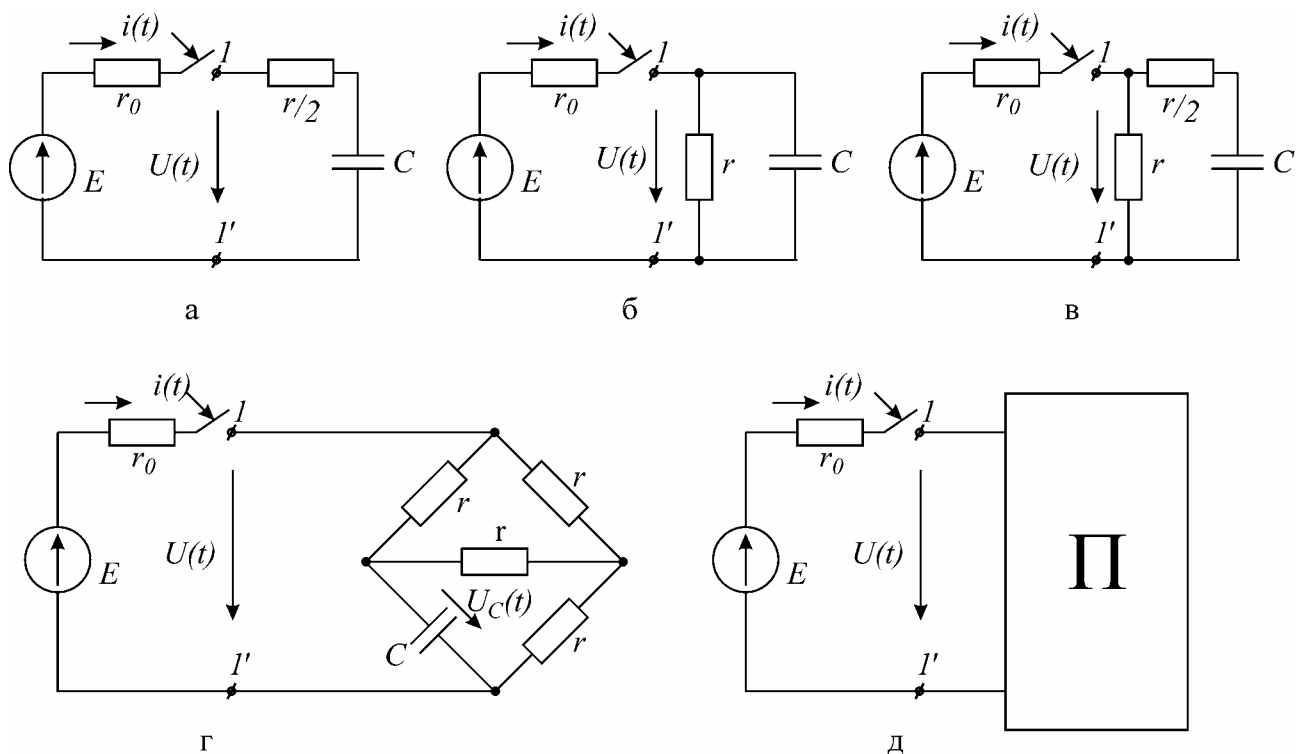 i(t) 1
r0 r/2
E U(t) C
1'
а
i(t) 1
r0
E U(t) r C
1'
б
i(t) 1
r0 r/2
E U(t) r C
1'
в
i(t) 1
r0 r r
r
E U(t) UC(t)
C r
1'
г
i(t) 1
r0
E U(t) П
1'
д